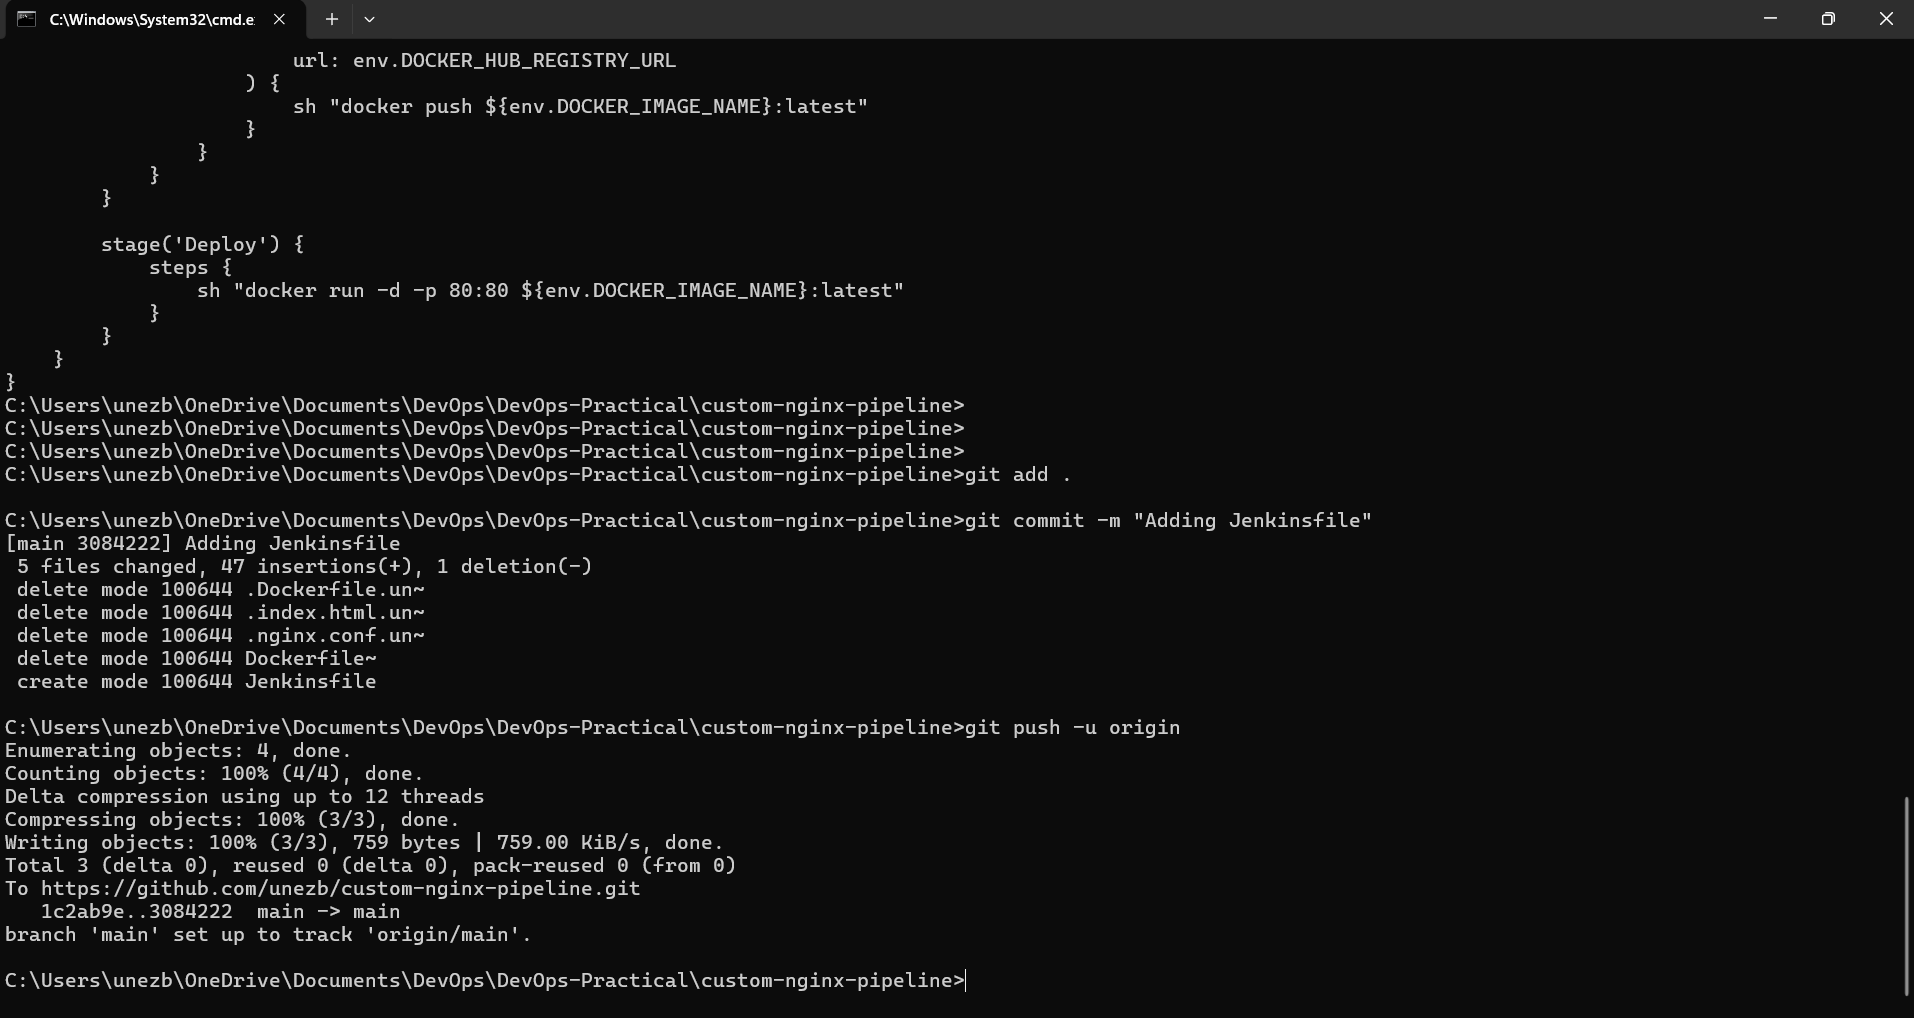 C:\Windows\System32\cmd.e
url: env.DOCKER_HUB_REGISTRY_URL
) {
sh "docker push ${env.DOCKER_IMAGE_NAME}:latest"
}
}
}
}
stage('Deploy') {
steps {
sh "docker run -d -p 80:80 ${env.DOCKER_IMAGE_NAME}:latest"
}
}
}
}
C:\Users\unezb\OneDrive\Documents\DevOps\DevOps-Practical\custom-nginx-pipeline>
C:\Users\unezb\OneDrive\Documents\DevOps\DevOps-Practical\custom-nginx-pipeline>
C:\Users\unezb\OneDrive\Documents\DevOps\DevOps-Practical\custom-nginx-pipeline>
C:\Users\unezb\OneDrive\Documents\DevOps\DevOps-Practical\custom-nginx-pipeline>git add .
C:\Users\unezb\OneDrive\Documents\DevOps\DevOps-Practical\custom-nginx-pipeline>git commit -m "Adding Jenkinsfile"
[main 3084222] Adding Jenkinsfile
5 files changed, 47 insertions(+), 1 deletion(-)
delete mode 100644 .Dockerfile.un~
delete mode 100644 .index.html.un~
delete mode 100644 .nginx.conf.un~
delete mode 100644 Dockerfile~
create mode 100644 Jenkinsfile
C:\Users\unezb\OneDrive\Documents\DevOps\DevOps-Practical\custom-nginx-pipeline>git push -u origin
Enumerating objects: 4, done.
Counting objects: 100% (4/4), done.
Delta compression using up to 12 threads
Compressing objects: 100% (3/3), done.
Writing objects: 100% (3/3), 759 bytes | 759.00 KiB/s, done.
Total 3 (delta 0), reused 0 (delta 0), pack-reused 0 (from 0)
To https://github.com/unezb/custom-nginx-pipeline.git
1c2ab9e..3084222  main -> main
branch 'main' set up to track 'origin/main'.
C:\Users\unezb\OneDrive\Documents\DevOps\DevOps-Practical\custom-nginx-pipeline>